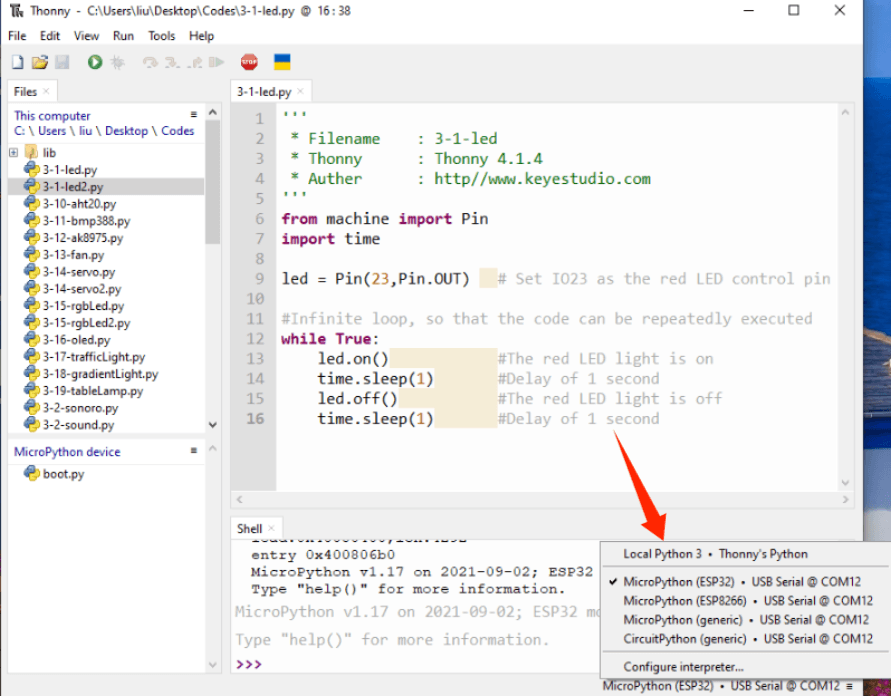 Thonny - C:\Users\liu\Desktop\Codes\3-1-led.py @ 16 : 38
File Edit View Run Tools Help
STOP
Files ×
This computer
C: \ Users \ liu \ Desktop \ Codes
lib
3-1-led.py
3-1-led2.py
3-10-aht20.py
3-11-bmp388.py
3-12-ak8975.py
3-13-fan.py
3-14-servo.py
3-14-servo2.py
3-15-rgbLed.py
3-15-rgbLed2.py
3-16-oled.py
3-17-trafficLight.py
3-18-gradientLight.py
3-19-tableLamp.py
3-2-sonoro.py
3-2-sound.py
MicroPython device
boot.py
3-1-led.py ×
1 '''
2 * Filename : 3-1-led
3 * Thonny : Thonny 4.1.4
4 * Auther : http//www.keyestudio.com
5 '''
6 from machine import Pin
7 import time
8
9 led = Pin(23,Pin.OUT) # Set IO23 as the red LED control pin
10
11 #Infinite loop, so that the code can be repeatedly executed
12 while True:
13 led.on() #The red LED light is on
14 time.sleep(1) #Delay of 1 second
15 led.off() #The red LED light is off
16 time.sleep(1) #Delay of 1 second
Shell ×
entry 0x400806b0
MicroPython v1.17 on 2021-09-02; ESP32
Type "help()" for more information.
MicroPython v1.17 on 2021-09-02; ESP32 mo
Type "help()" for more information.
>>>
Local Python 3 • Thonny's Python
✓ MicroPython (ESP32) • USB Serial @ COM12
MicroPython (ESP8266) • USB Serial @ COM12
MicroPython (generic) • USB Serial @ COM12
CircuitPython (generic) • USB Serial @ COM12
Configure interpreter...
MicroPython (ESP32) • USB Serial @ COM12 ≡